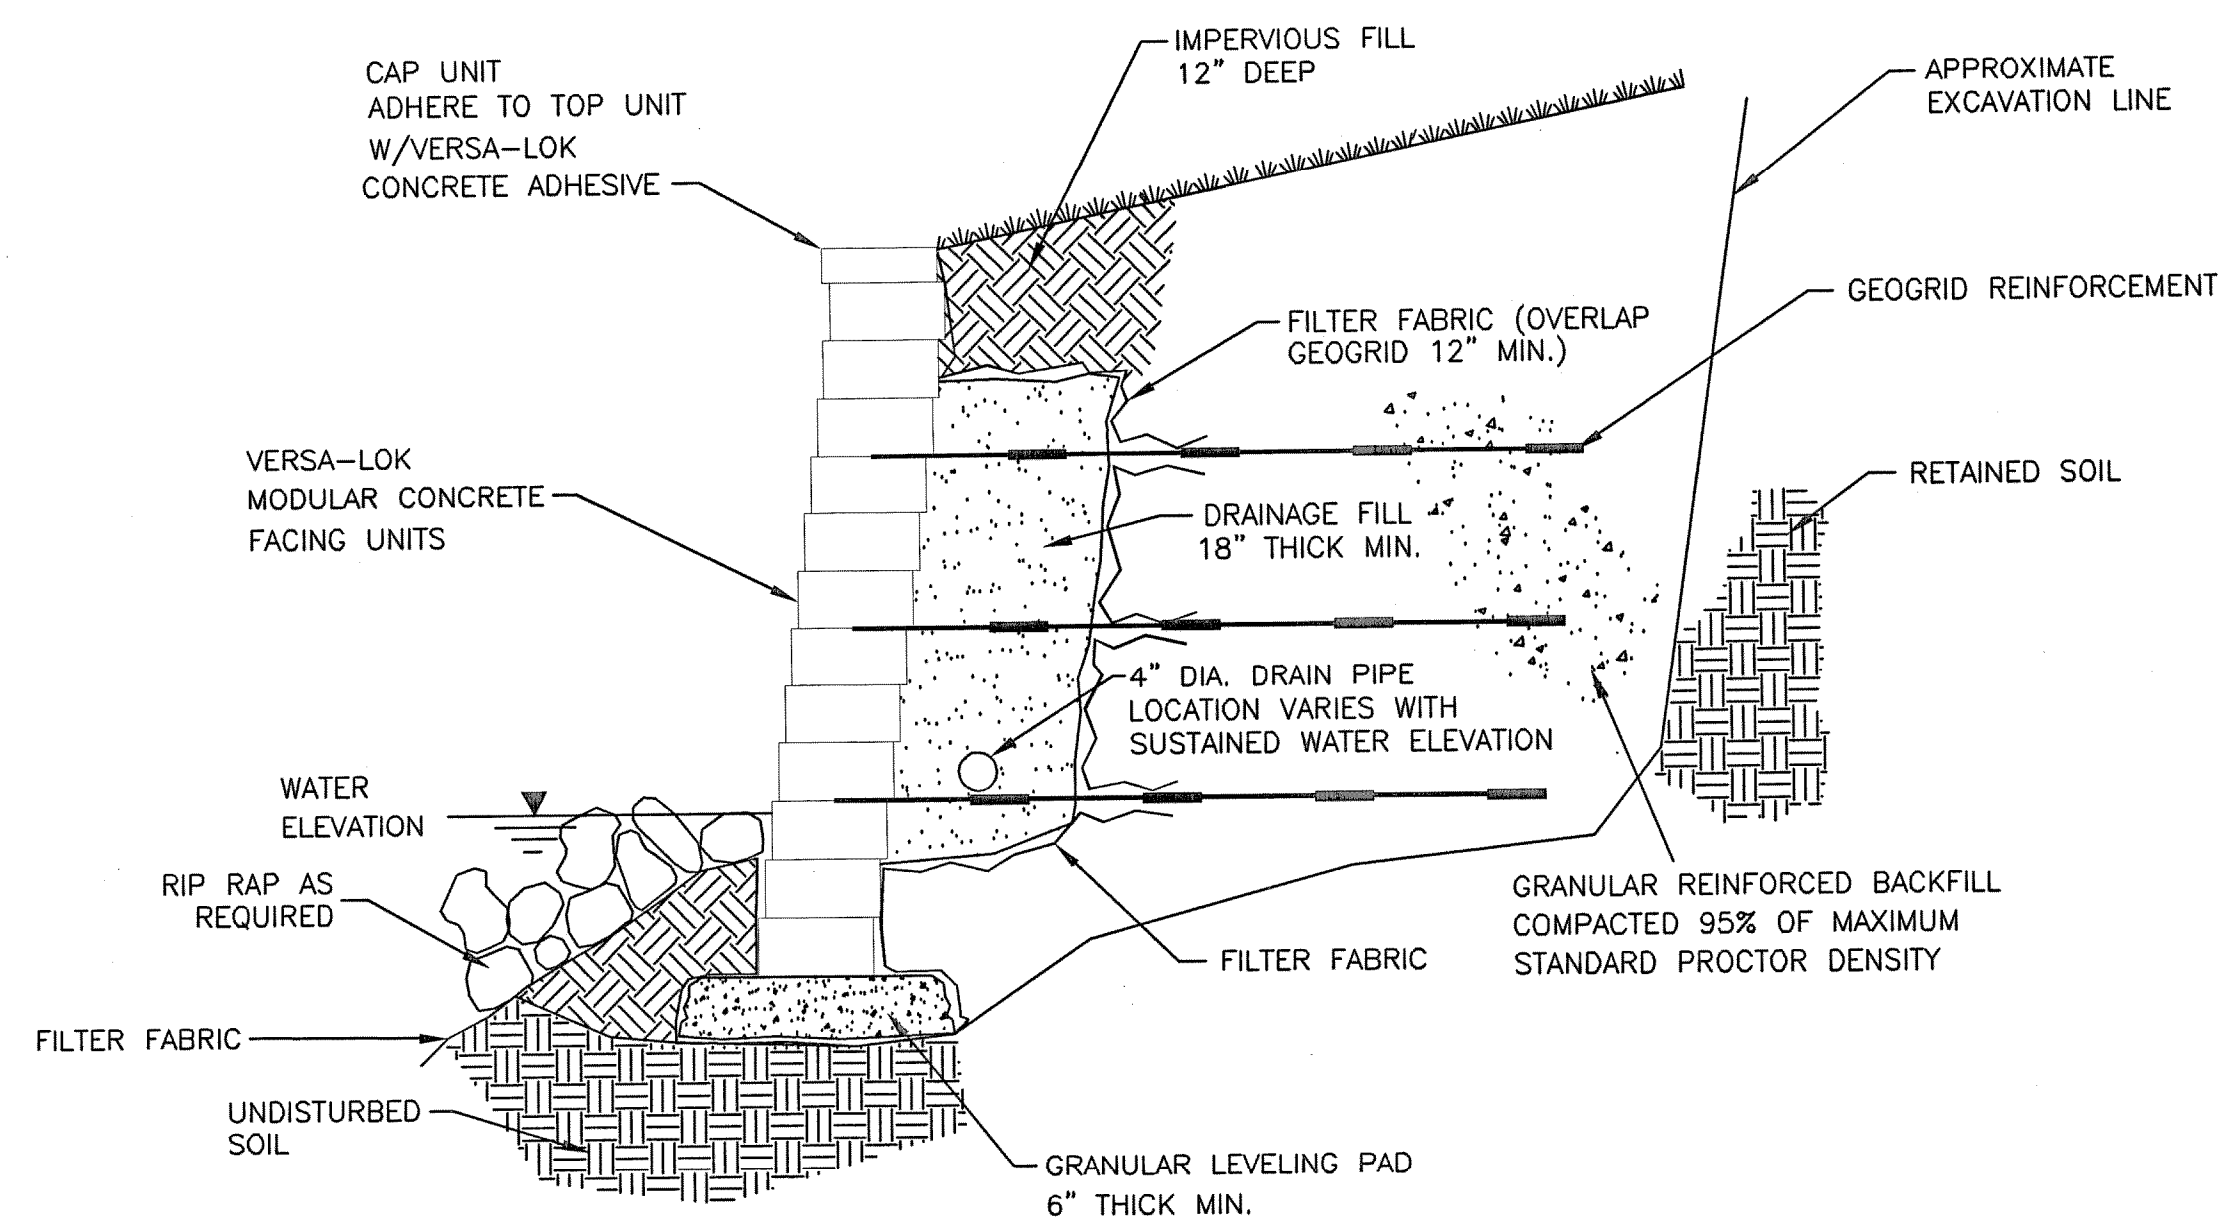 IMPERVIOUS FILL
12" DEEP
CAP UNIT
ADHERE TO TOP UNIT
W/VERSA-LOK
CONCRETE ADHESIVE
APPROXIMATE
EXCAVATION LINE
GEOGRID REINFORCEMENT
FILTER FABRIC (OVERLAP
GEOGRID 12" MIN.)
VERSA-LOK
MODULAR CONCRETE
FACING UNITS
RETAINED SOIL
DRAINAGE FILL
18" THICK MIN.
4" DIA. DRAIN PIPE
LOCATION VARIES WITH
SUSTAINED WATER ELEVATION
WATER
ELEVATION
RIP RAP AS
REQUIRED
GRANULAR REINFORCED BACKFILL
COMPACTED 95% OF MAXIMUM
STANDARD PROCTOR DENSITY
FILTER FABRIC
FILTER FABRIC
UNDISTURBED
SOIL
GRANULAR LEVELING PAD
6" THICK MIN.